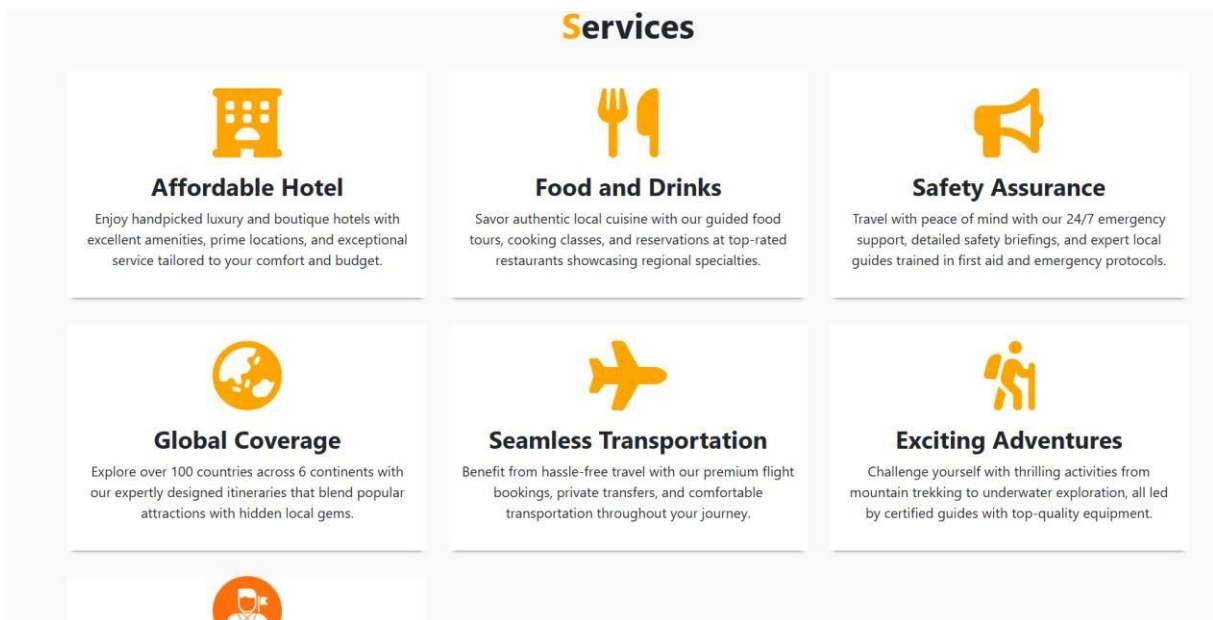 Services
Affordable Hotel
Enjoy handpicked luxury and boutique hotels with
excellent amenities, prime locations, and exceptional
service tailored to your comfort and budget.
Food and Drinks
Savor authentic local cuisine with our guided food
tours, cooking classes, and reservations at top-rated
restaurants showcasing regional specialties.
Safety Assurance
Travel with peace of mind with our 24/7 emergency
support, detailed safety briefings, and expert local
guides trained in first aid and emergency protocols.
Global Coverage
Explore over 100 countries across 6 continents with
our expertly designed itineraries that blend popular
attractions with hidden local gems.
Seamless Transportation
Benefit from hassle-free travel with our premium flight
bookings, private transfers, and comfortable
transportation throughout your journey.
Exciting Adventures
Challenge yourself with thrilling activities from
mountain trekking to underwater exploration, all led
by certified guides with top-quality equipment.